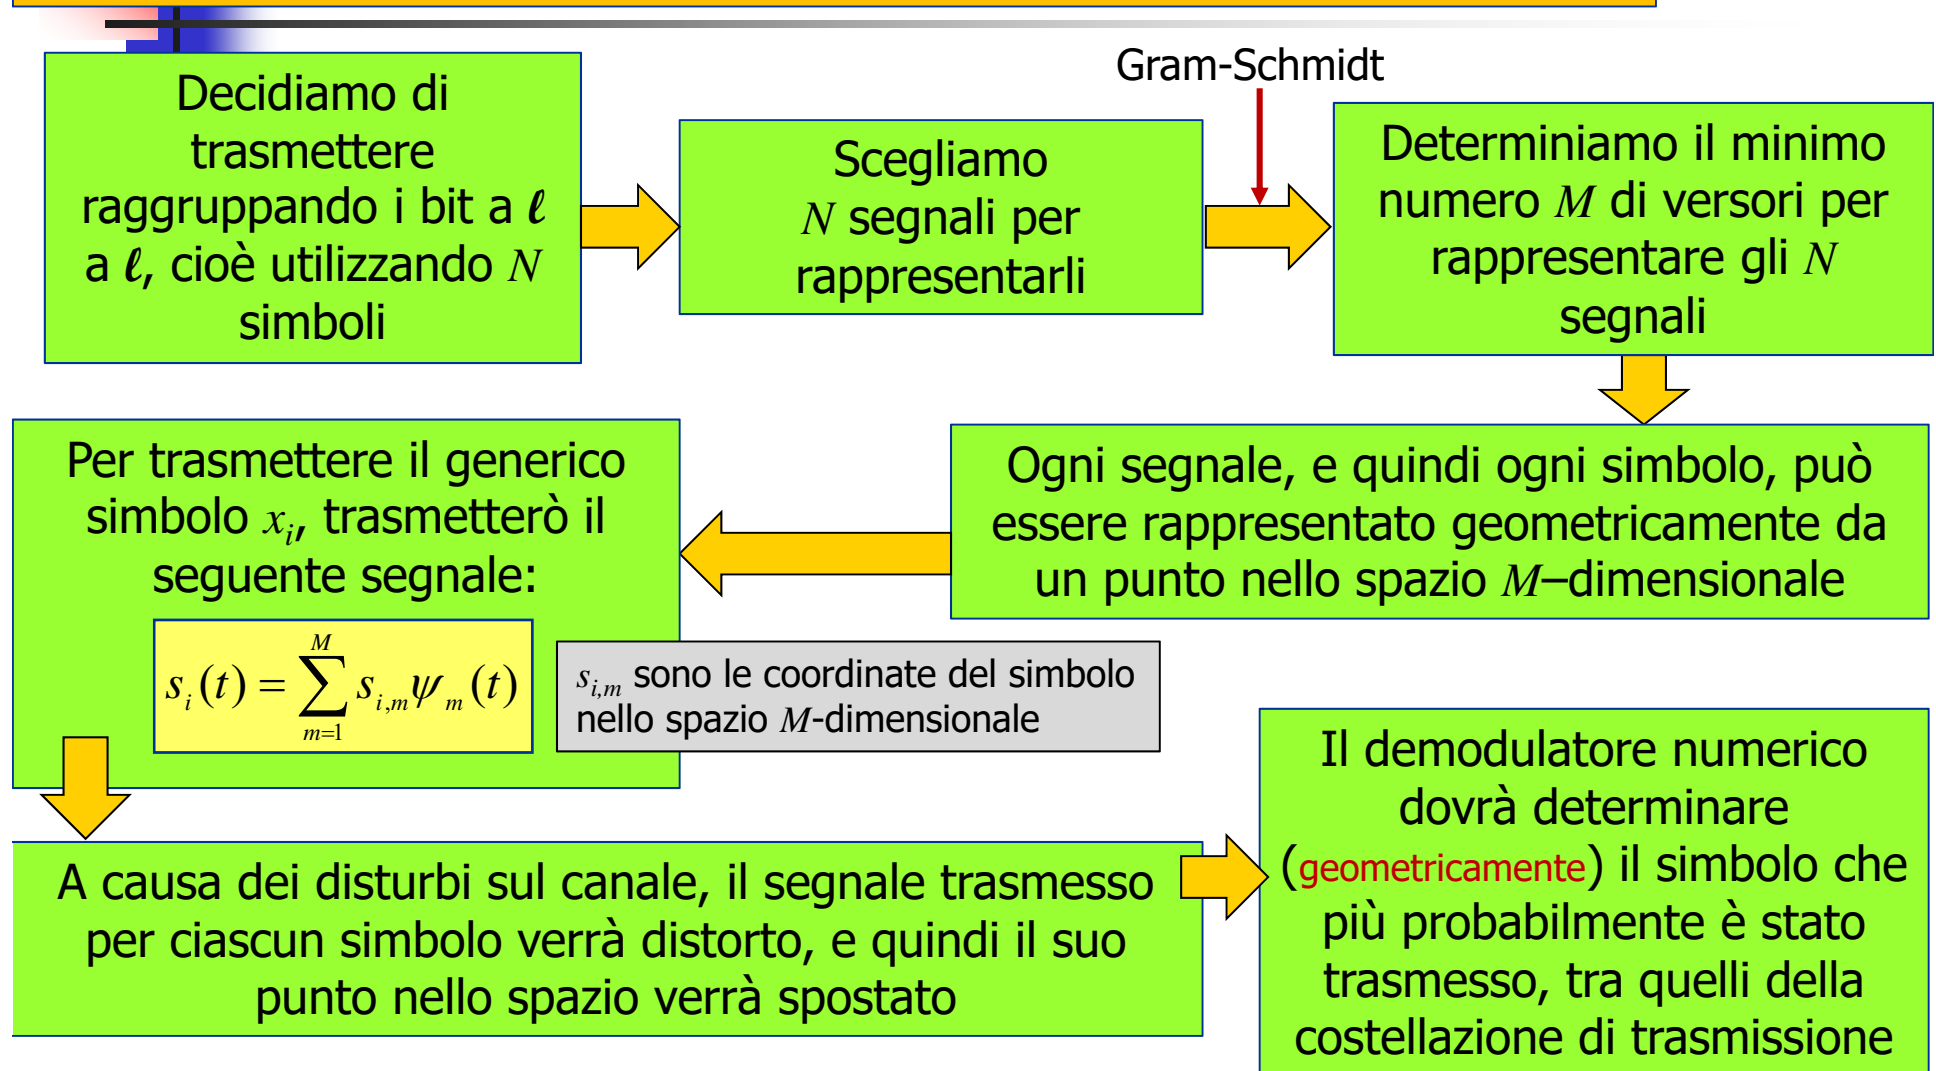 Decidiamo di
trasmettere
raggruppando i bit a ℓ
a ℓ, cioè utilizzando N
simboli
Scegliamo
N segnali per
rappresentarli
Gram-Schmidt
Determiniamo il minimo
numero M di versori per
rappresentare gli N
segnali
Ogni segnale, e quindi ogni simbolo, può
essere rappresentato geometricamente da
un punto nello spazio M–dimensionale
Per trasmettere il generico
simbolo x_i, trasmetterò il
seguente segnale:
s_i(t) = ∑_{m=1}^{M} s_{i,m} ψ_m(t)
s_{i,m} sono le coordinate del simbolo
nello spazio M-dimensionale
A causa dei disturbi sul canale, il segnale trasmesso
per ciascun simbolo verrà distorto, e quindi il suo
punto nello spazio verrà spostato
Il demodulatore numerico
dovrà determinare
(geometricamente) il simbolo che
più probabilmente è stato
trasmesso, tra quelli della
costellazione di trasmissione